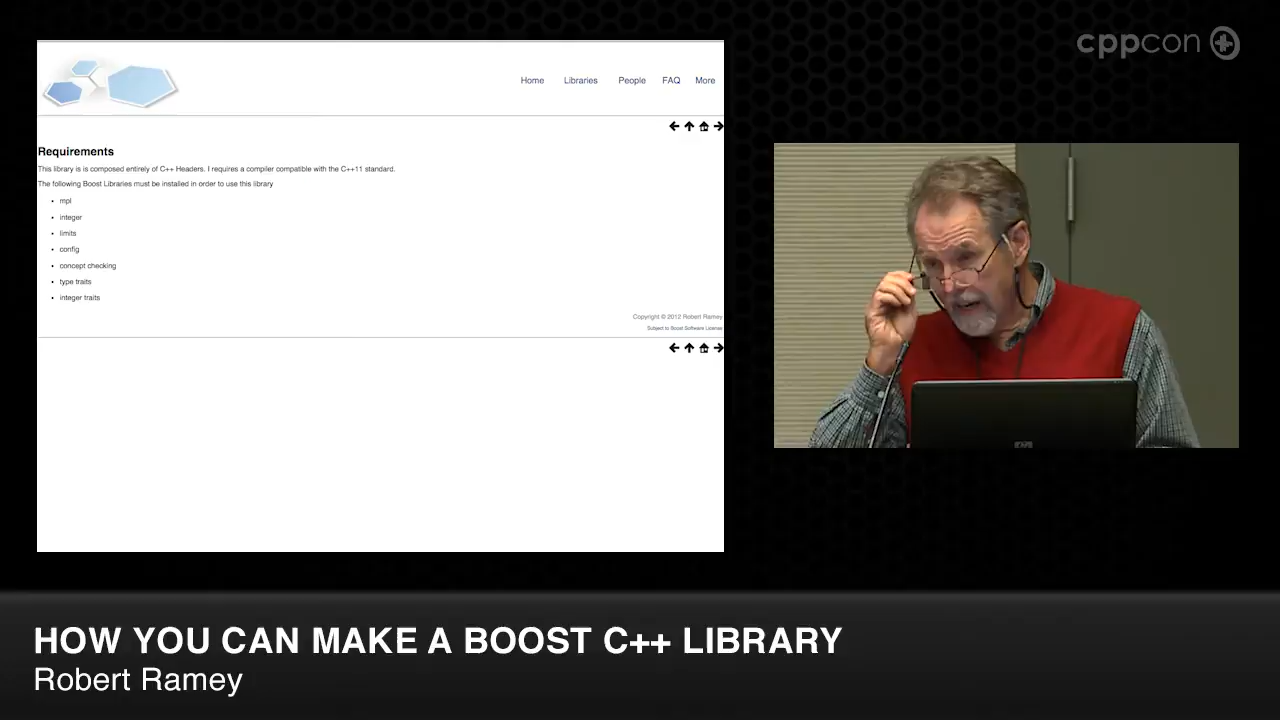 cppcon
Home Libraries People FAQ More
Requirements
This library is is composed entirely of C++ Headers. I requires a compiler compatible with the C++11 standard.
The following Boost Libraries must be installed in order to use this library
• mpl
• integer
• limits
• config
• concept checking
• type traits
• integer traits
Copyright © 2012 Robert Ramey
Subject to Boost Software License
hp
HOW YOU CAN MAKE A BOOST C++ LIBRARY
Robert Ramey